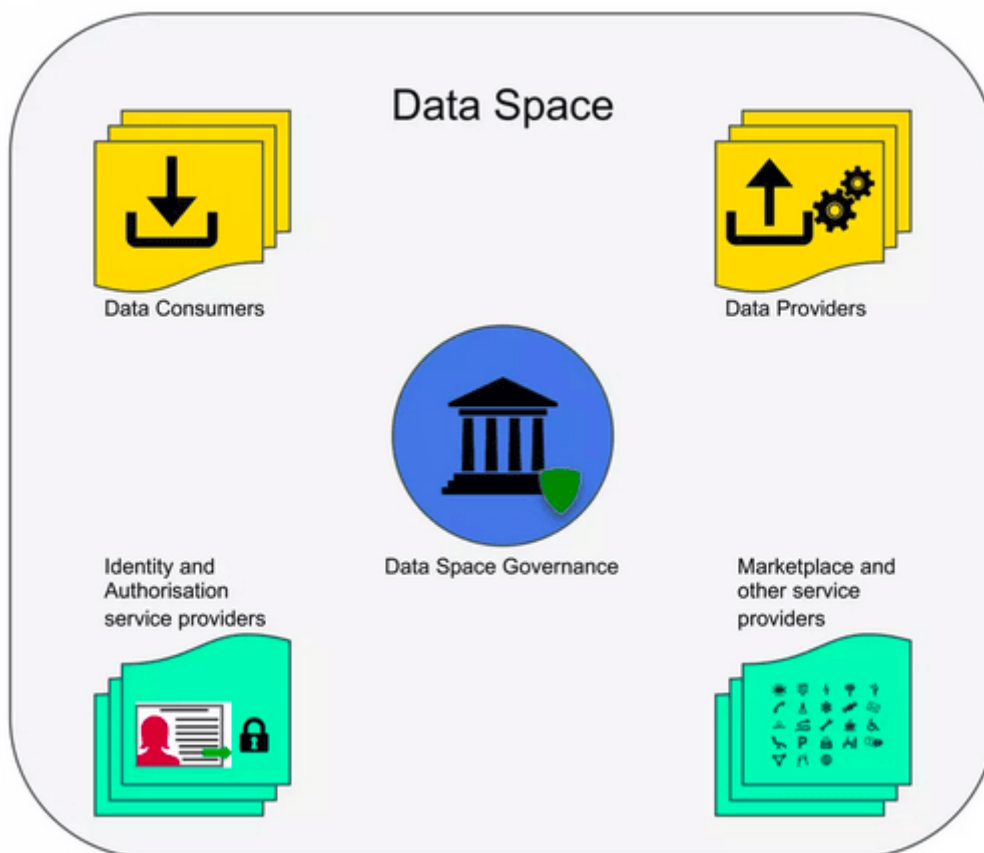 Data Space
Data Consumers
Data Providers
Data Space Governance
Identity and
Authorisation
service providers
Marketplace and
other service
providers
P